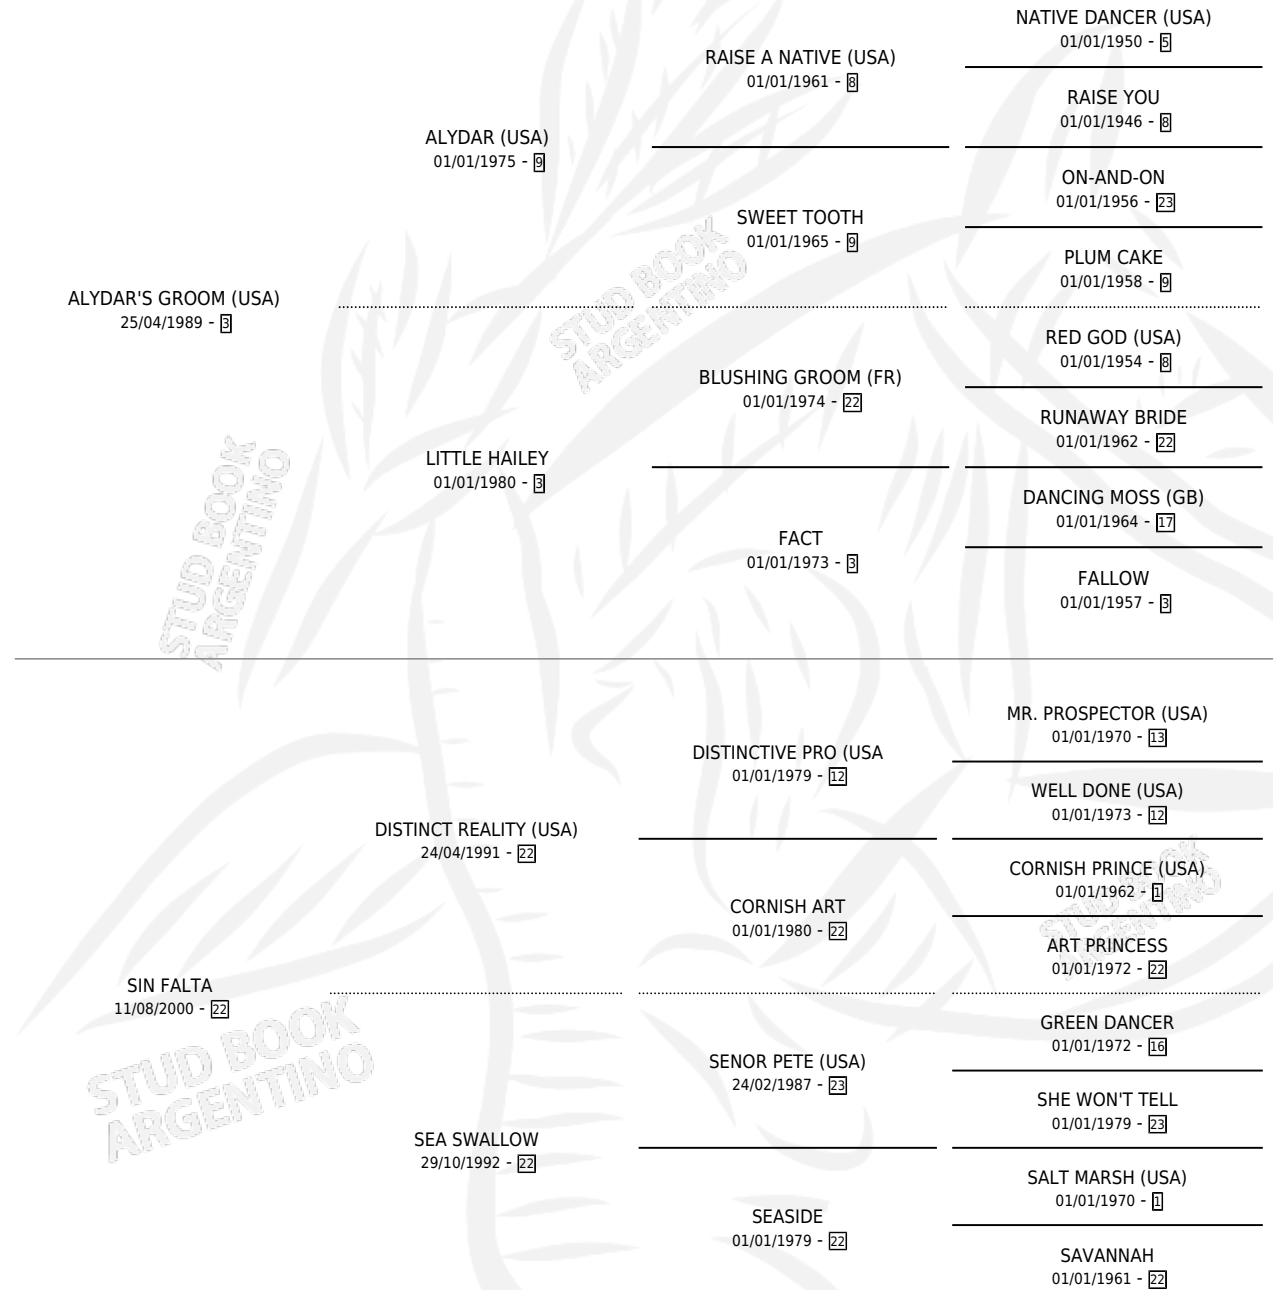 NATIVE DANCER (USA)
01/01/1950 - 5
RAISE A NATIVE (USA)
01/01/1961 - 8
RAISE YOU
01/01/1946 - 8
ALYDAR (USA)
01/01/1975 - 9
ON-AND-ON
01/01/1956 - 23
SWEET TOOTH
01/01/1965 - 9
PLUM CAKE
01/01/1958 - 9
ALYDAR'S GROOM (USA)
25/04/1989 - 3
RED GOD (USA)
01/01/1954 - 8
BLUSHING GROOM (FR)
01/01/1974 - 22
RUNAWAY BRIDE
01/01/1962 - 22
LITTLE HAILEY
01/01/1980 - 3
DANCING MOSS (GB)
01/01/1964 - 17
FACT
01/01/1973 - 3
FALLOW
01/01/1957 - 3
MR. PROSPECTOR (USA)
01/01/1970 - 13
DISTINCTIVE PRO (USA
01/01/1979 - 12
WELL DONE (USA)
01/01/1973 - 12
DISTINCT REALITY (USA)
24/04/1991 - 22
CORNISH PRINCE (USA)
01/01/1962 - 1
CORNISH ART
01/01/1980 - 22
ART PRINCESS
01/01/1972 - 22
SIN FALTA
11/08/2000 - 22
GREEN DANCER
01/01/1972 - 16
SENOR PETE (USA)
24/02/1987 - 23
SHE WON'T TELL
01/01/1979 - 23
SEA SWALLOW
29/10/1992 - 22
SALT MARSH (USA)
01/01/1970 - 1
SEASIDE
01/01/1979 - 22
SAVANNAH
01/01/1961 - 22
STUD BOOK
ARGENTINO
STUD BOOK
ARGENTINO
STUD BOOK
ARGENTINO
STUD BOOK
ARGENTINO